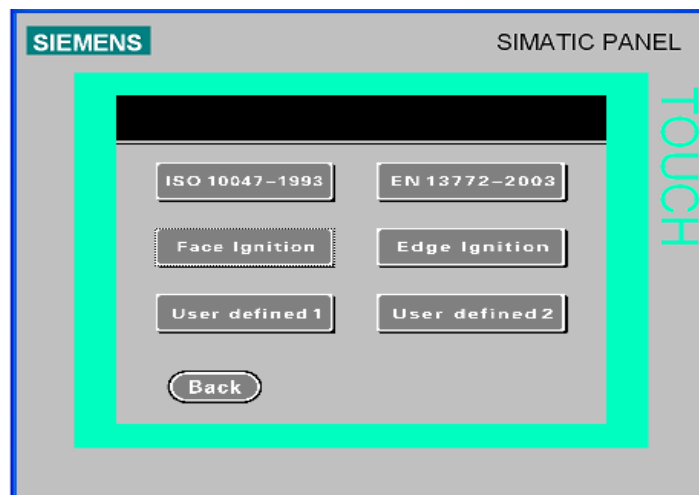 SIEMENS
SIMATIC PANEL
TOUCH
ISO 10047-1993
EN 13772-2003
Face Ignition
Edge Ignition
User defined 1
User defined 2
Back